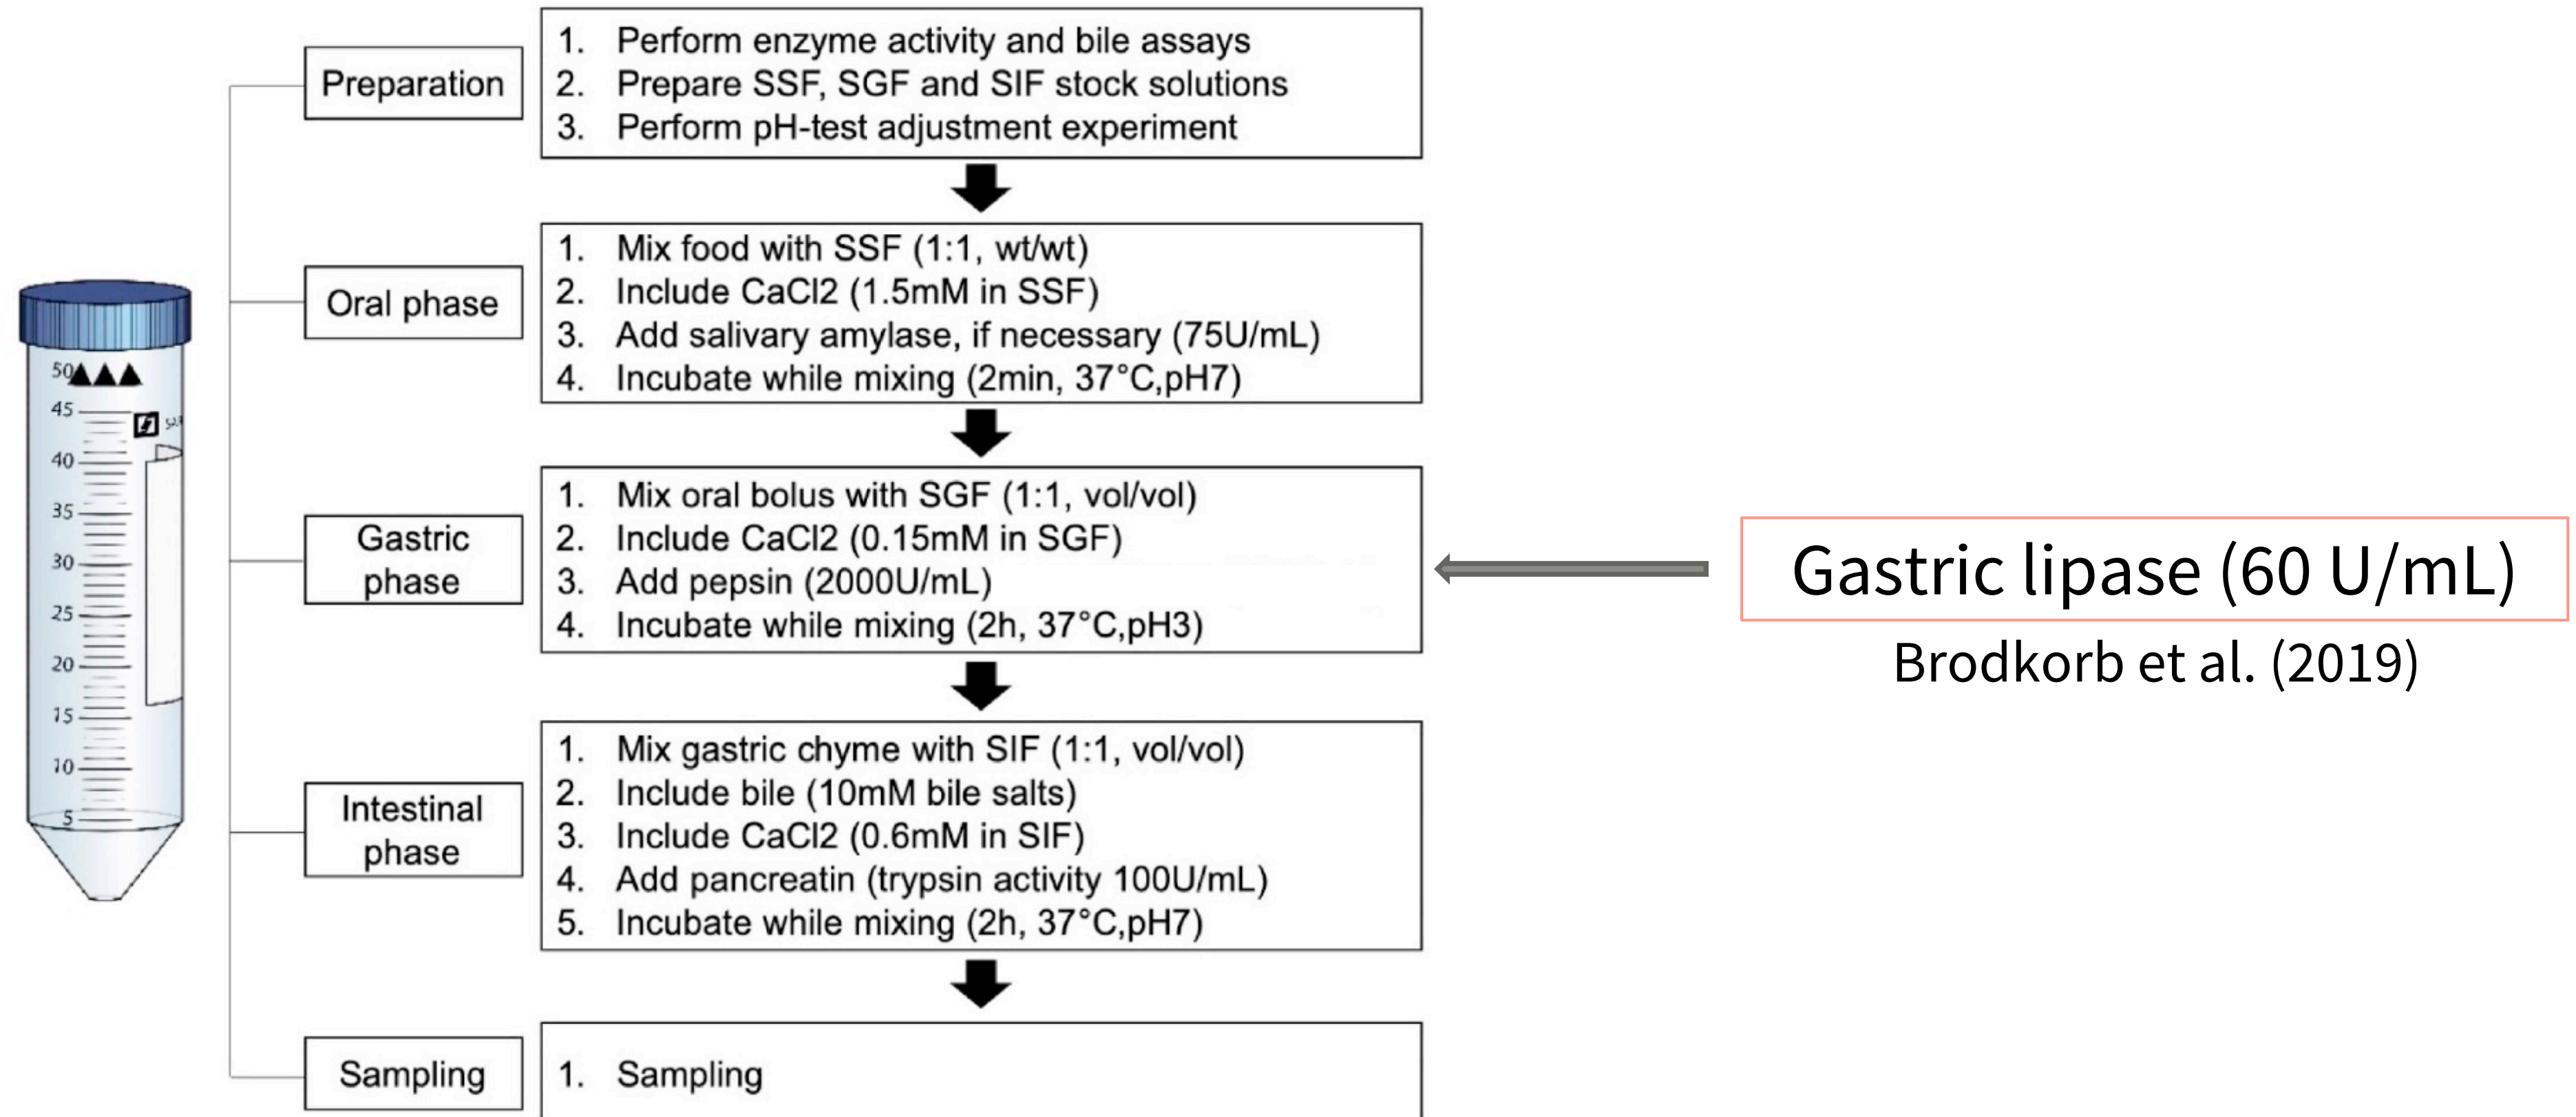 Preparation
1. Perform enzyme activity and bile assays
2. Prepare SSF, SGF and SIF stock solutions
3. Perform pH-test adjustment experiment
Oral phase
1. Mix food with SSF (1:1, wt/wt)
2. Include CaCl2 (1.5mM in SSF)
3. Add salivary amylase, if necessary (75U/mL)
4. Incubate while mixing (2min, 37°C,pH7)
Gastric
phase
1. Mix oral bolus with SGF (1:1, vol/vol)
2. Include CaCl2 (0.15mM in SGF)
3. Add pepsin (2000U/mL)
4. Incubate while mixing (2h, 37°C,pH3)
Gastric lipase (60 U/mL)
Brodkorb et al. (2019)
Intestinal
phase
1. Mix gastric chyme with SIF (1:1, vol/vol)
2. Include bile (10mM bile salts)
3. Include CaCl2 (0.6mM in SIF)
4. Add pancreatin (trypsin activity 100U/mL)
5. Incubate while mixing (2h, 37°C,pH7)
Sampling
1. Sampling
50
45
40
35
30
25
20
15
10
5